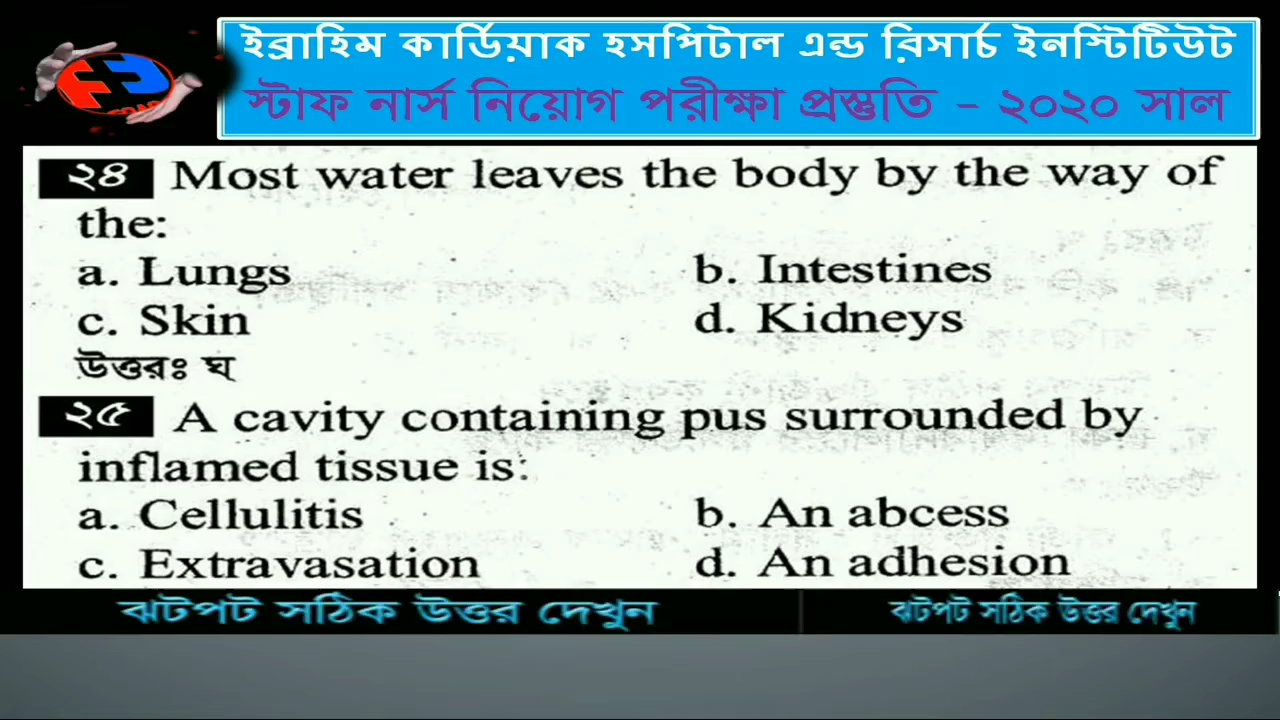 ইব্রাহিম কার্ডিয়াক হসপিটাল এন্ড রিসার্চ ইনস্টিটিউট
স্টাফ নার্স নিয়োগ পরীক্ষা প্রস্তুতি - ২০২০ সাল
২৪ Most water leaves the body by the way of
the:
a. Lungs b. Intestines
c. Skin d. Kidneys
উত্তরঃ ঘ
২৫ A cavity containing pus surrounded by
inflamed tissue is:
a. Cellulitis b. An abcess
c. Extravasation d. An adhesion
ঝটপট সঠিক উত্তর দেখুন ঝটপট সঠিক উত্তর দেখুন